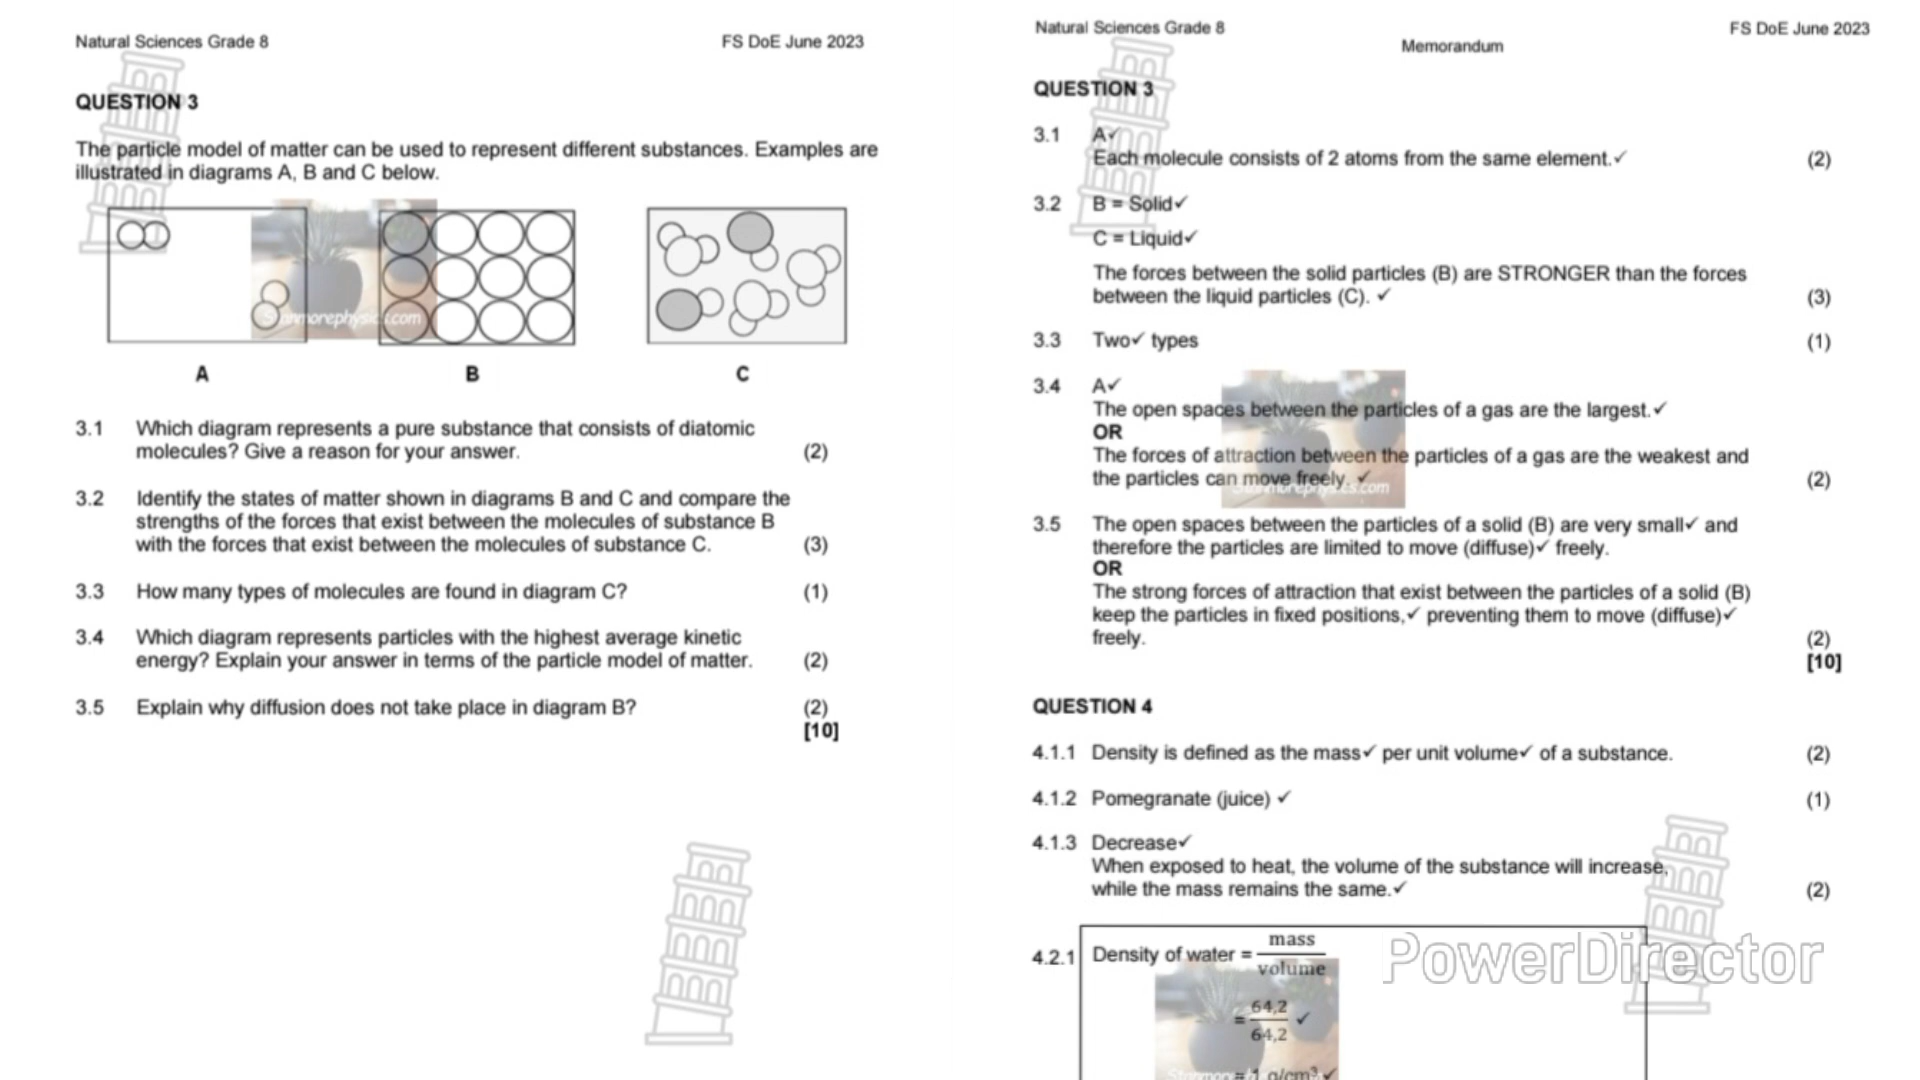 Natural Sciences Grade 8
FS DoE June 2023
QUESTION 3
The particle model of matter can be used to represent different substances. Examples are
illustrated in diagrams A, B and C below.
Stanmorephysics.com
A
B
C
3.1 Which diagram represents a pure substance that consists of diatomic
molecules? Give a reason for your answer. (2)
3.2 Identify the states of matter shown in diagrams B and C and compare the
strengths of the forces that exist between the molecules of substance B
with the forces that exist between the molecules of substance C. (3)
3.3 How many types of molecules are found in diagram C? (1)
3.4 Which diagram represents particles with the highest average kinetic
energy? Explain your answer in terms of the particle model of matter. (2)
3.5 Explain why diffusion does not take place in diagram B? (2)
[10]
Natural Sciences Grade 8
FS DoE June 2023
Memorandum
QUESTION 3
3.1 A✓
Each molecule consists of 2 atoms from the same element.✓ (2)
3.2 B = Solid✓
C = Liquid✓
The forces between the solid particles (B) are STRONGER than the forces
between the liquid particles (C). ✓ (3)
3.3 Two✓ types (1)
3.4 A✓
The open spaces between the particles of a gas are the largest.✓
OR
The forces of attraction between the particles of a gas are the weakest and
the particles can move freely. ✓ (2)
Stanmorephysics.com
3.5 The open spaces between the particles of a solid (B) are very small✓ and
therefore the particles are limited to move (diffuse)✓ freely.
OR
The strong forces of attraction that exist between the particles of a solid (B)
keep the particles in fixed positions,✓ preventing them to move (diffuse)✓
freely. (2)
[10]
QUESTION 4
4.1.1 Density is defined as the mass✓ per unit volume✓ of a substance. (2)
4.1.2 Pomegranate (juice) ✓ (1)
4.1.3 Decrease✓
When exposed to heat, the volume of the substance will increase,
while the mass remains the same.✓ (2)
4.2.1 Density of water = mass
volume
= 64,2 ✓
64,2
= 1 g/cm³✓
PowerDirector